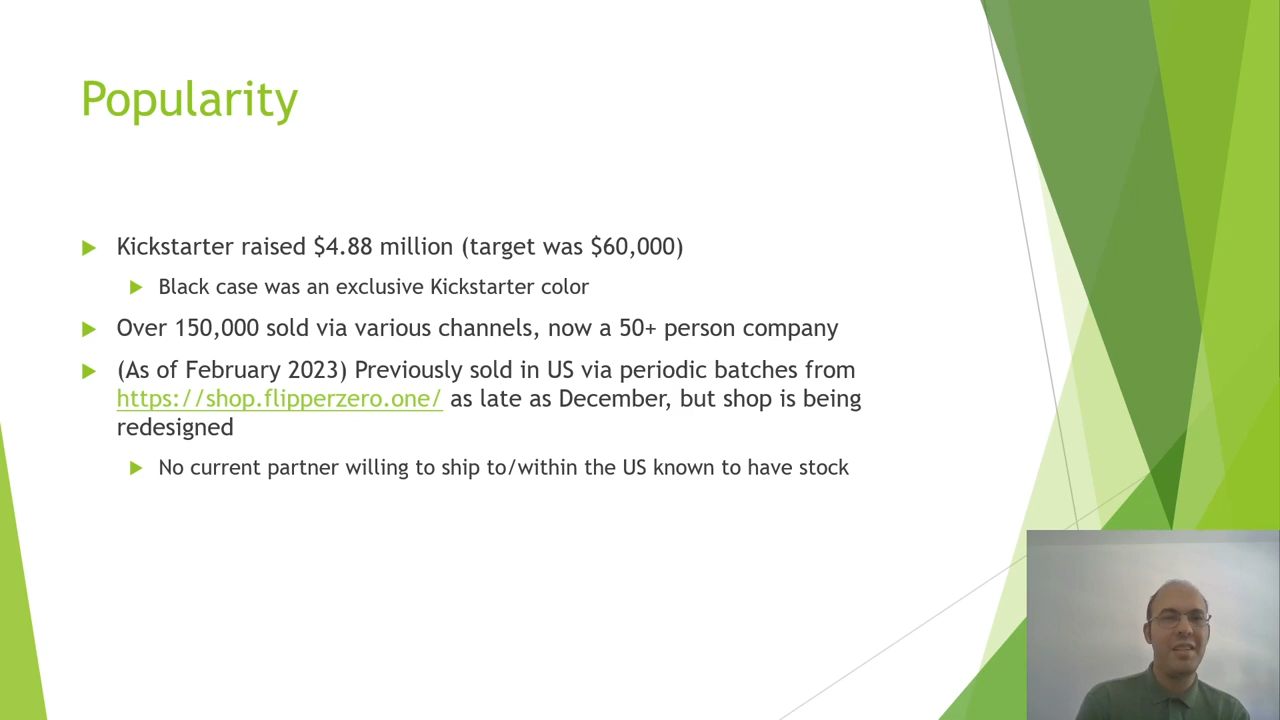 Popularity
Kickstarter raised $4.88 million (target was $60,000)
Black case was an exclusive Kickstarter color
Over 150,000 sold via various channels, now a 50+ person company
(As of February 2023) Previously sold in US via periodic batches from
https://shop.flipperzero.one/ as late as December, but shop is being
redesigned
No current partner willing to ship to/within the US known to have stock